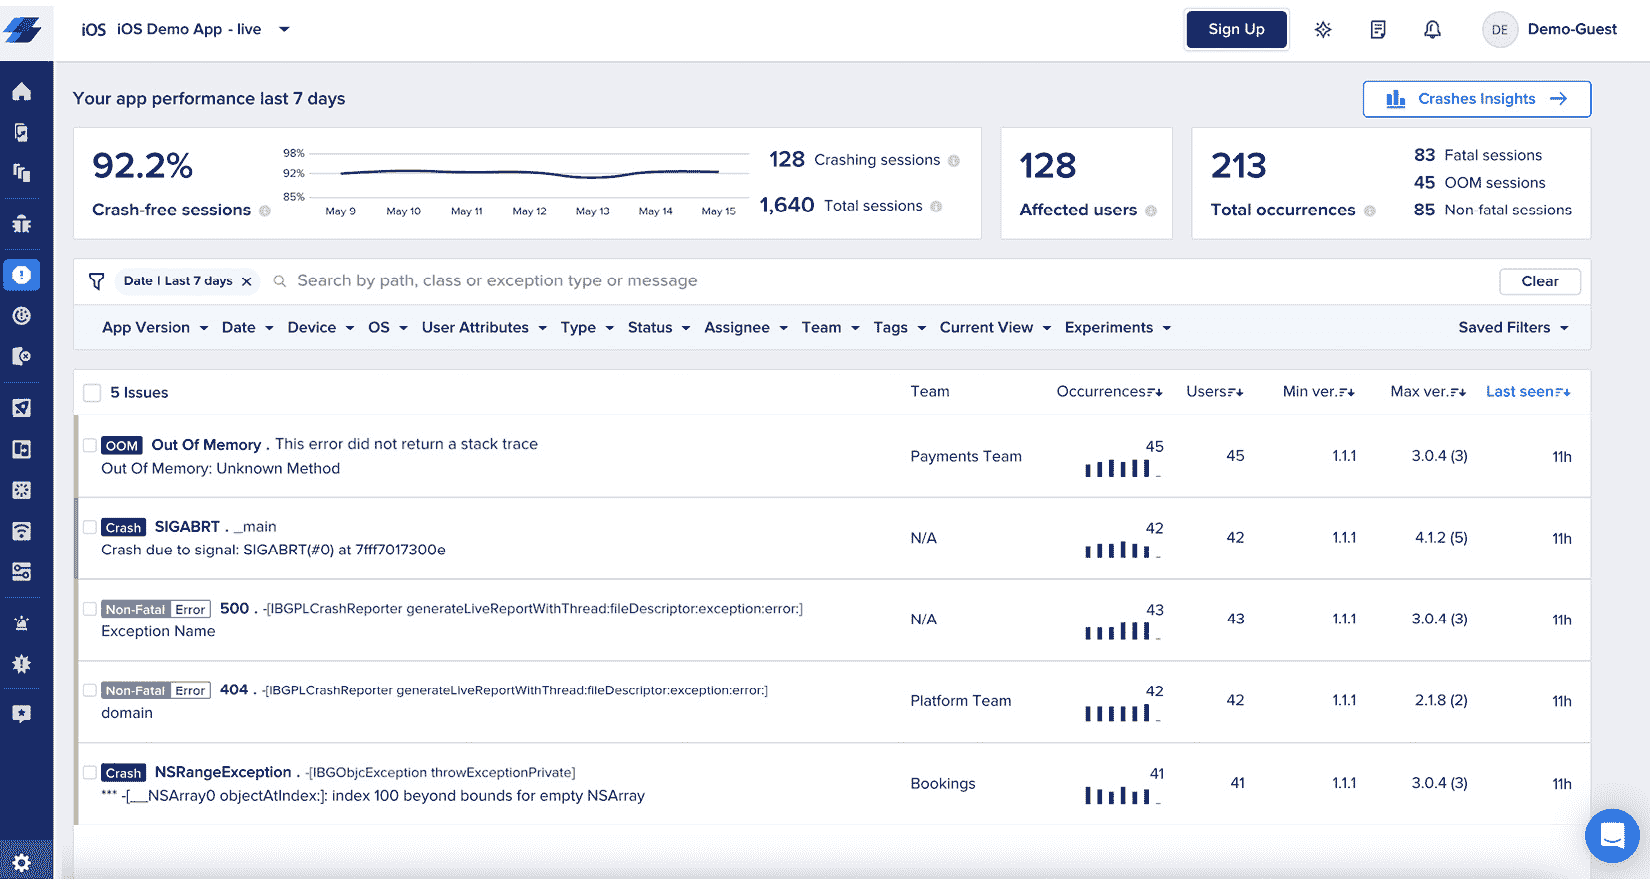 iOS iOS Demo App - live
Sign Up
DE Demo-Guest
Your app performance last 7 days
Crashes Insights
92.2%
Crash-free sessions
98%
92%
85%
May 9 May 10 May 11 May 12 May 13 May 14 May 15
128 Crashing sessions
1,640 Total sessions
128
Affected users
213
Total occurrences
83 Fatal sessions
45 OOM sessions
85 Non fatal sessions
Date | Last 7 days
Search by path, class or exception type or message
Clear
App Version Date Device OS User Attributes Type Status Assignee Team Tags Current View Experiments Saved Filters
5 Issues Team Occurrences Users Min ver. Max ver. Last seen
OOM Out Of Memory . This error did not return a stack trace
Out Of Memory: Unknown Method
Payments Team 45 45 1.1.1 3.0.4 (3) 11h
Crash SIGABRT . _main
Crash due to signal: SIGABRT(#0) at 7fff7017300e
N/A 42 42 1.1.1 4.1.2 (5) 11h
Non-Fatal Error 500 . -[IBGPLCrashReporter generateLiveReportWithThread:fileDescriptor:exception:error:]
Exception Name
N/A 43 43 1.1.1 3.0.4 (3) 11h
Non-Fatal Error 404 . -[IBGPLCrashReporter generateLiveReportWithThread:fileDescriptor:exception:error:]
domain
Platform Team 42 42 1.1.1 2.1.8 (2) 11h
Crash NSRangeException . -[IBGObjcException throwExceptionPrivate]
*** -[__NSArray0 objectAtIndex:]: index 100 beyond bounds for empty NSArray
Bookings 41 41 1.1.1 3.0.4 (3) 11h